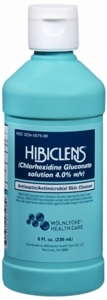 HIBICLENS®
(Chlorhexidine Gluconate
solution 4.0% w/v)
Antiseptic/Antimicrobial Skin Cleanser
MÖLNLYCKE
HEALTH CARE
8 fl. oz. (236 mL)